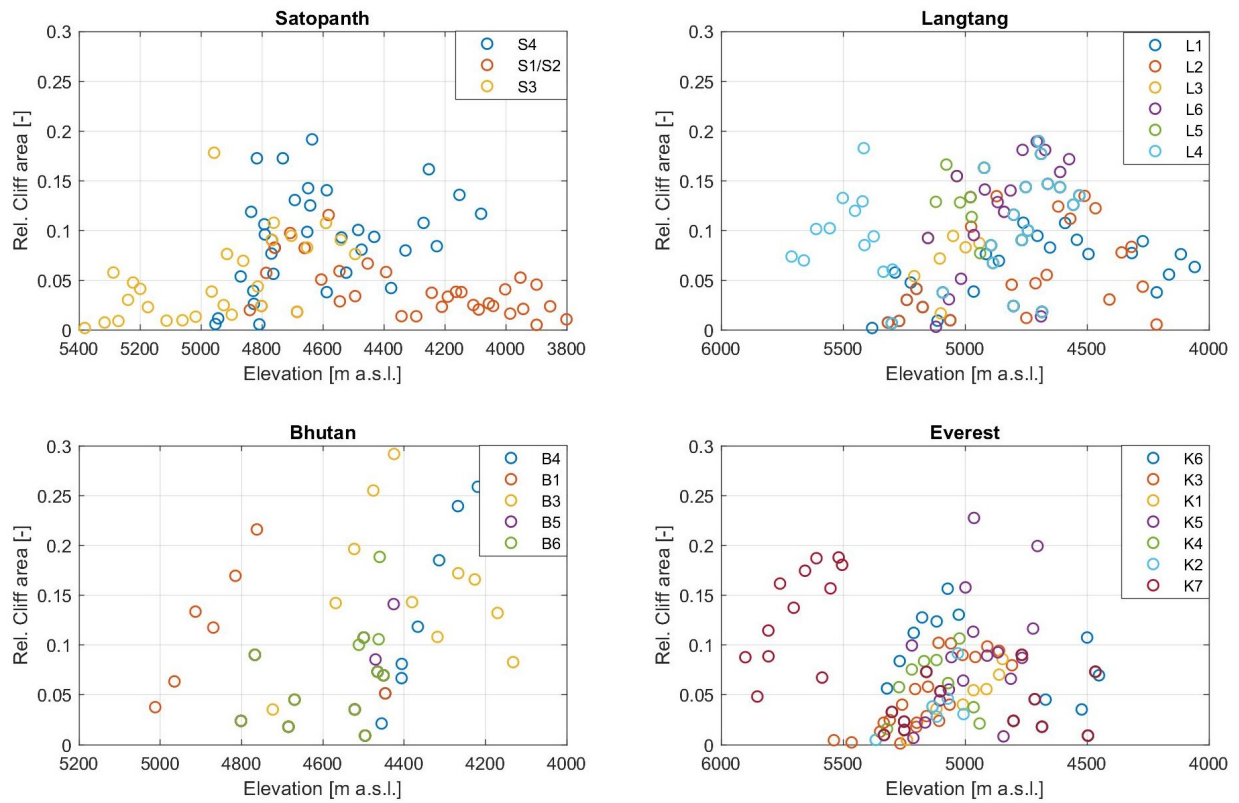 Satopanth
Rel. Cliff area [-]
0.3
0.25
0.2
0.15
0.1
0.05
0
S4
S1/S2
S3
5400 5200 5000 4800 4600 4400 4200 4000 3800
Elevation [m a.s.l.]
Langtang
Rel. Cliff area [-]
0.3
0.25
0.2
0.15
0.1
0.05
0
L1
L2
L3
L6
L5
L4
6000 5500 5000 4500 4000
Elevation [m a.s.l.]
Bhutan
Rel. Cliff area [-]
0.3
0.25
0.2
0.15
0.1
0.05
0
B4
B1
B3
B5
B6
5200 5000 4800 4600 4400 4200 4000
Elevation [m a.s.l.]
Everest
Rel. Cliff area [-]
0.3
0.25
0.2
0.15
0.1
0.05
0
K6
K3
K1
K5
K4
K2
K7
6000 5500 5000 4500 4000
Elevation [m a.s.l.]